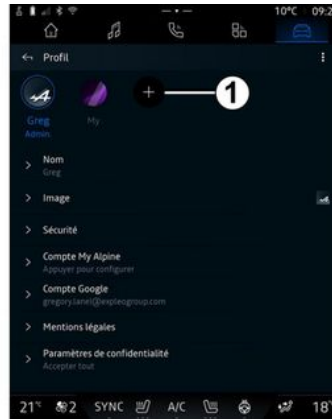 10°C 09:2
Profil
Greg
Admin.
My
+
1
Nom
Greg
Image
Sécurité
Compte My Alpine
Appuyer pour configurer
Compte Google
gregory.lanel@expleogroup.com
Mentions légales
Paramètres de confidentialité
Accepter tout
21° 2 SYNC A/C 18°